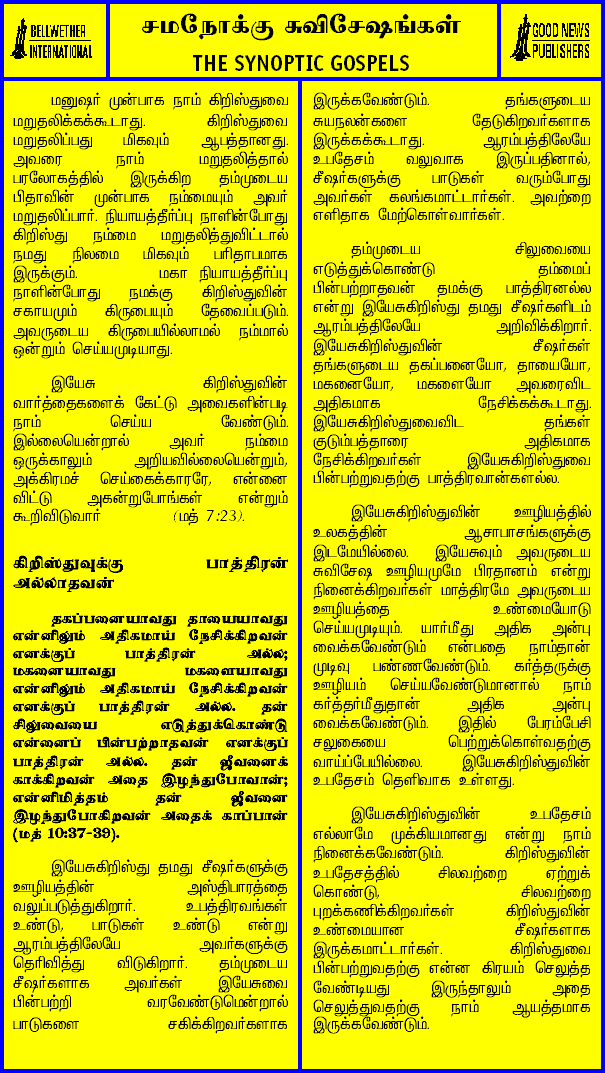 BELLWETHER
INTERNATIONAL
சமநோக்கு சுவிசேஷங்கள்
THE SYNOPTIC GOSPELS
GOOD NEWS
PUBLISHERS
மனுஷர் முன்பாக நாம் கிறிஸ்துவை
மறுதலிக்கக்கூடாது. கிறிஸ்துவை
மறுதலிப்பது மிகவும் ஆபத்தானது.
அவரை நாம் மறுதலித்தால்
பரலோகத்தில் இருக்கிற தம்முடைய
பிதாவின் முன்பாக நம்மையும் அவர்
மறுதலிப்பார். நியாயத்தீர்ப்பு நாளின்போது
கிறிஸ்து நம்மை மறுதலித்துவிட்டால்
நமது நிலமை மிகவும் பரிதாபமாக
இருக்கும். மகா நியாயத்தீர்ப்பு
நாளின்போது நமக்கு கிறிஸ்துவின்
சகாயமும் கிருபையும் தேவைப்படும்.
அவருடைய கிருபையில்லாமல் நம்மால்
ஒன்றும் செய்யமுடியாது.
இயேசு கிறிஸ்துவின்
வார்த்தைகளைக் கேட்டு அவைகளின்படி
நாம் செய்ய வேண்டும்.
இல்லையென்றால் அவர் நம்மை
ஒருக்காலும் அறியவில்லையென்றும்,
அக்கிரமச் செய்கைக்காரரே, என்னை
விட்டு அகன்றுபோங்கள் என்றும்
கூறிவிடுவார் (மத் 7:23).
கிறிஸ்துவுக்கு பாத்திரன்
அல்லாதவன்
தகப்பனையாவது தாயையாவது
என்னிலும் அதிகமாய் நேசிக்கிறவன்
எனக்குப் பாத்திரன் அல்ல;
மகனையாவது மகளையாவது
என்னிலும் அதிகமாய் நேசிக்கிறவன்
எனக்குப் பாத்திரன் அல்ல. தன்
சிலுவையை எடுத்துக்கொண்டு
என்னைப் பின்பற்றாதவன் எனக்குப்
பாத்திரன் அல்ல. தன் ஜீவனைக்
காக்கிறவன் அதை இழந்துபோவான்;
என்னிமித்தம் தன் ஜீவனை
இழந்துபோகிறவன் அதைக் காப்பான்
(மத் 10:37-39).
இயேசுகிறிஸ்து தமது சீஷர்களுக்கு
ஊழியத்தின் அஸ்திபாரத்தை
வலுப்படுத்துகிறார். உபத்திரவங்கள்
உண்டு, பாடுகள் உண்டு என்று
ஆரம்பத்திலேயே அவர்களுக்கு
தெரிவித்து விடுகிறார். தம்முடைய
சீஷர்களாக அவர்கள் இயேசுவை
பின்பற்றி வரவேண்டுமென்றால்
பாடுகளை சகிக்கிறவர்களாக
இருக்கவேண்டும். தங்களுடைய
சுயநலன்களை தேடுகிறவர்களாக
இருக்கக்கூடாது. ஆரம்பத்திலேயே
உபதேசம் வலுவாக இருப்பதினால்,
சீஷர்களுக்கு பாடுகள் வரும்போது
அவர்கள் கலங்கமாட்டார்கள். அவற்றை
எளிதாக மேற்கொள்வார்கள்.
தம்முடைய சிலுவையை
எடுத்துக்கொண்டு தம்மைப்
பின்பற்றாதவன் தமக்கு பாத்திரனல்ல
என்று இயேசுகிறிஸ்து தமது சீஷர்களிடம்
ஆரம்பத்திலேயே அறிவிக்கிறார்.
இயேசுகிறிஸ்துவின் சீஷர்கள்
தங்களுடைய தகப்பனையோ, தாயையோ,
மகனையோ, மகளையோ அவரைவிட
அதிகமாக நேசிக்கக்கூடாது.
இயேசுகிறிஸ்துவைவிட தங்கள்
குடும்பத்தாரை அதிகமாக
நேசிக்கிறவர்கள் இயேசுகிறிஸ்துவை
பின்பற்றுவதற்கு பாத்திரவான்களல்ல.
இயேசுகிறிஸ்துவின் ஊழியத்தில்
உலகத்தின் ஆசாபாசங்களுக்கு
இடமேயில்லை. இயேசுவும் அவருடைய
சுவிசேஷ ஊழியமுமே பிரதானம் என்று
நினைக்கிறவர்கள் மாத்திரமே அவருடைய
ஊழியத்தை உண்மையோடு
செய்யமுடியும். யார்மீது அதிக அன்பு
வைக்கவேண்டும் என்பதை நாம்தான்
முடிவு பண்ணவேண்டும். கர்த்தருக்கு
ஊழியம் செய்யவேண்டுமானால் நாம்
கர்த்தர்மீதுதான் அதிக அன்பு
வைக்கவேண்டும். இதில் பேரம்பேசி
சலுகையை பெற்றுக்கொள்வதற்கு
வாய்ப்பேயில்லை. இயேசுகிறிஸ்துவின்
உபதேசம் தெளிவாக உள்ளது.
இயேசுகிறிஸ்துவின் உபதேசம்
எல்லாமே முக்கியமானது என்று நாம்
நினைக்கவேண்டும். கிறிஸ்துவின்
உபதேசத்தில் சிலவற்றை ஏற்றுக்
கொண்டு, சிலவற்றை
புறக்கணிக்கிறவர்கள் கிறிஸ்துவின்
உண்மையான சீஷர்களாக
இருக்கமாட்டார்கள். கிறிஸ்துவை
பின்பற்றுவதற்கு என்ன கிரயம் செலுத்த
வேண்டியது இருந்தாலும் அதை
செலுத்துவதற்கு நாம் ஆயத்தமாக
இருக்கவேண்டும்.